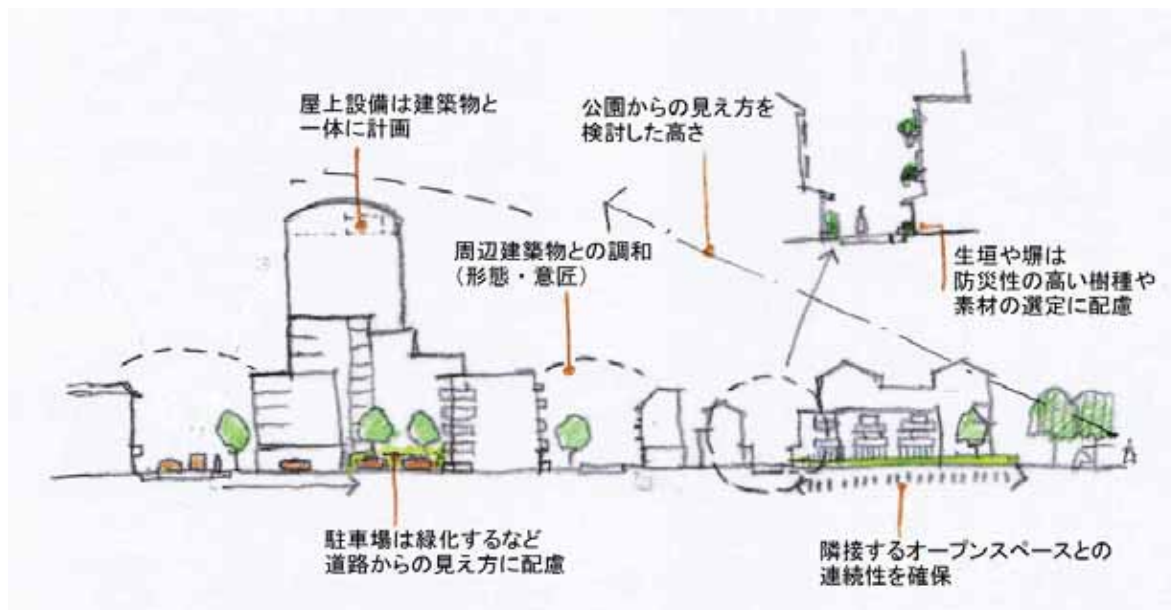 屋上設備は建築物と
一体に計画
公園からの見え方を
検討した高さ
周辺建築物との調和
（形態・意匠）
生垣や塀は
防災性の高い樹種や
素材の選定に配慮
駐車場は緑化するなど
道路からの見え方に配慮
隣接するオープンスペースとの
連続性を確保